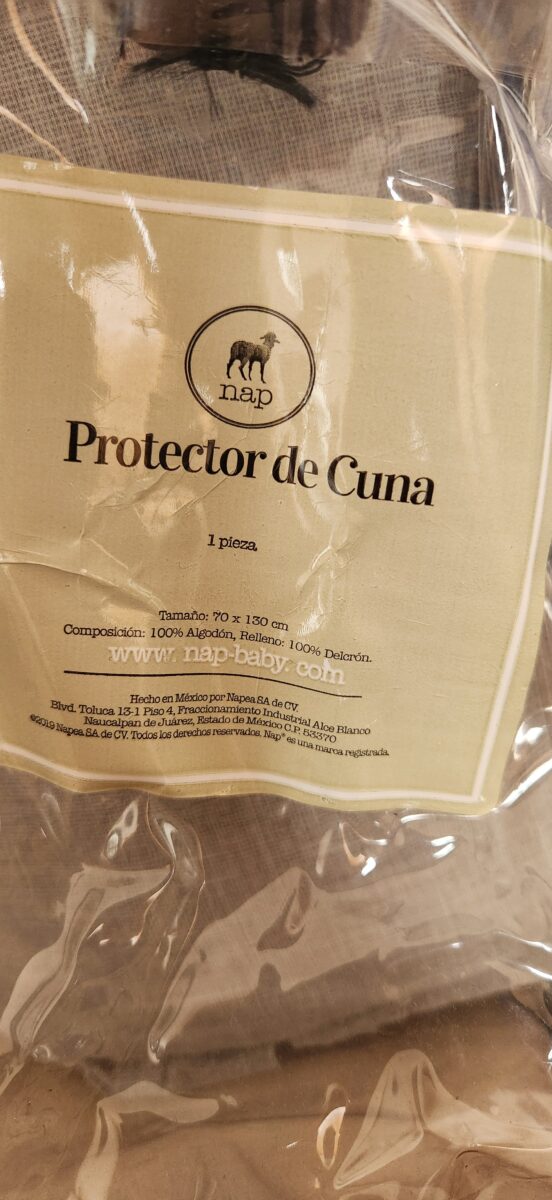 nap
Protector de Cuna
1 pieza
Tamaño: 70 x 130 cm
Composición: 100% Algodón, Relleno: 100% Delcrón.
www. nap-baby. com
Hecho en México por Napea SA de CV.
Blvd. Toluca 13-1 Piso 4, Fraccionamiento Industrial Alce Blanco
Naucalpan de Juárez, Estado de México C.P. 53370
©2019 Napea SA de CV. Todos los derechos reservados. Nap® es una marca registrada.